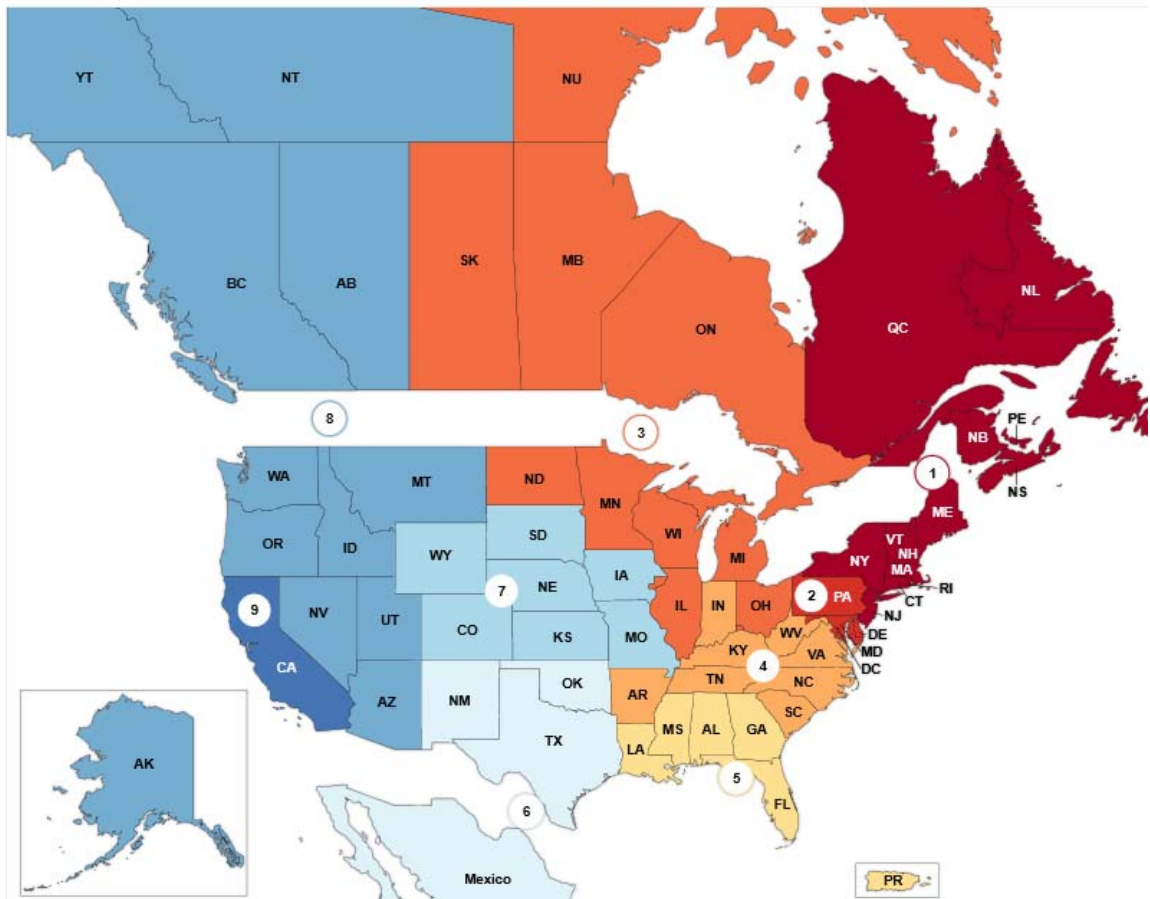 YT
NT
NU
BC
AB
SK
MB
ON
QC
NL
8
3
PE
NB
1
NS
WA
MT
ND
MN
ME
OR
ID
WY
SD
WI
MI
VT
NH
NY
MA
RI
CT
9
NV
UT
7
NE
IA
IL
IN
OH
2
PA
NJ
CO
KS
MO
WV
DE
MD
DC
CA
KY
VA
4
AZ
NM
OK
AR
TN
NC
SC
TX
LA
MS
AL
GA
5
FL
AK
6
Mexico
PR